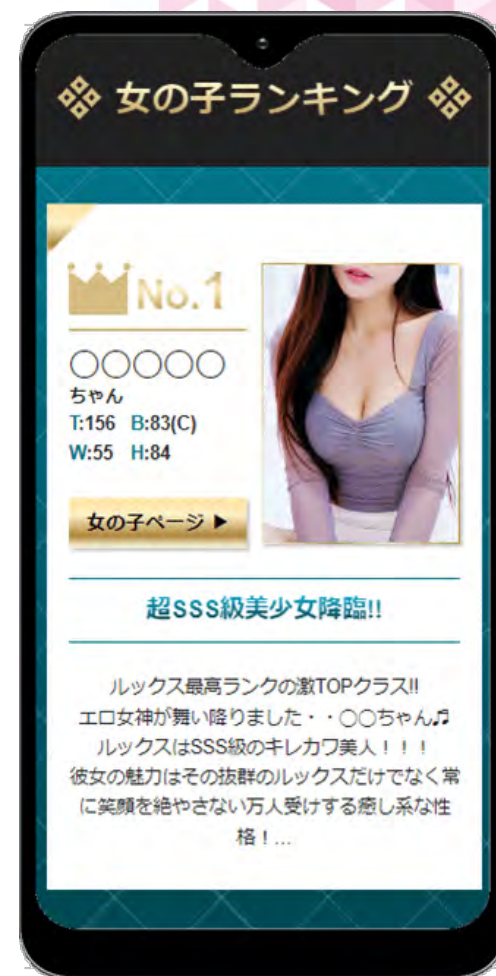 女の子ランキング
No.1
○○○○○
ちゃん
T:156 B:83(C)
W:55 H:84
女の子ページ ▶
超SSS級美少女降臨!!
ルックス最高ランクの激TOPクラス!!
エロ女神が舞い降りました・・○○ちゃん♬
ルックスはSSS級のキレカワ美人！！！
彼女の魅力はその抜群のルックスだけでなく常
に笑顔を絶やさない万人受けする癒し系な性
格！...